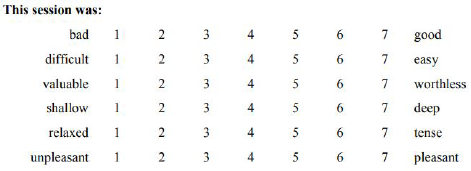 This session was:
bad 1 2 3 4 5 6 7 good
difficult 1 2 3 4 5 6 7 easy
valuable 1 2 3 4 5 6 7 worthless
shallow 1 2 3 4 5 6 7 deep
relaxed 1 2 3 4 5 6 7 tense
unpleasant 1 2 3 4 5 6 7 pleasant